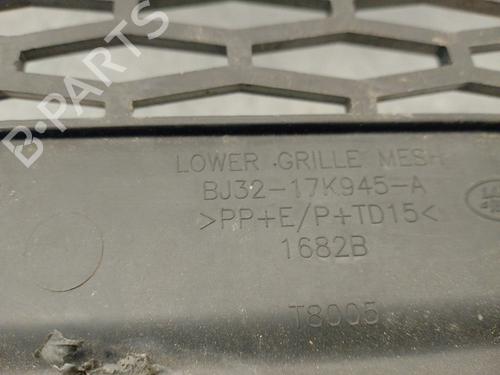 B-PARTS
LOWER GRILLE MESH
BJ32-17K945-A
>PP+E/P+TD15<
1682B
T8005